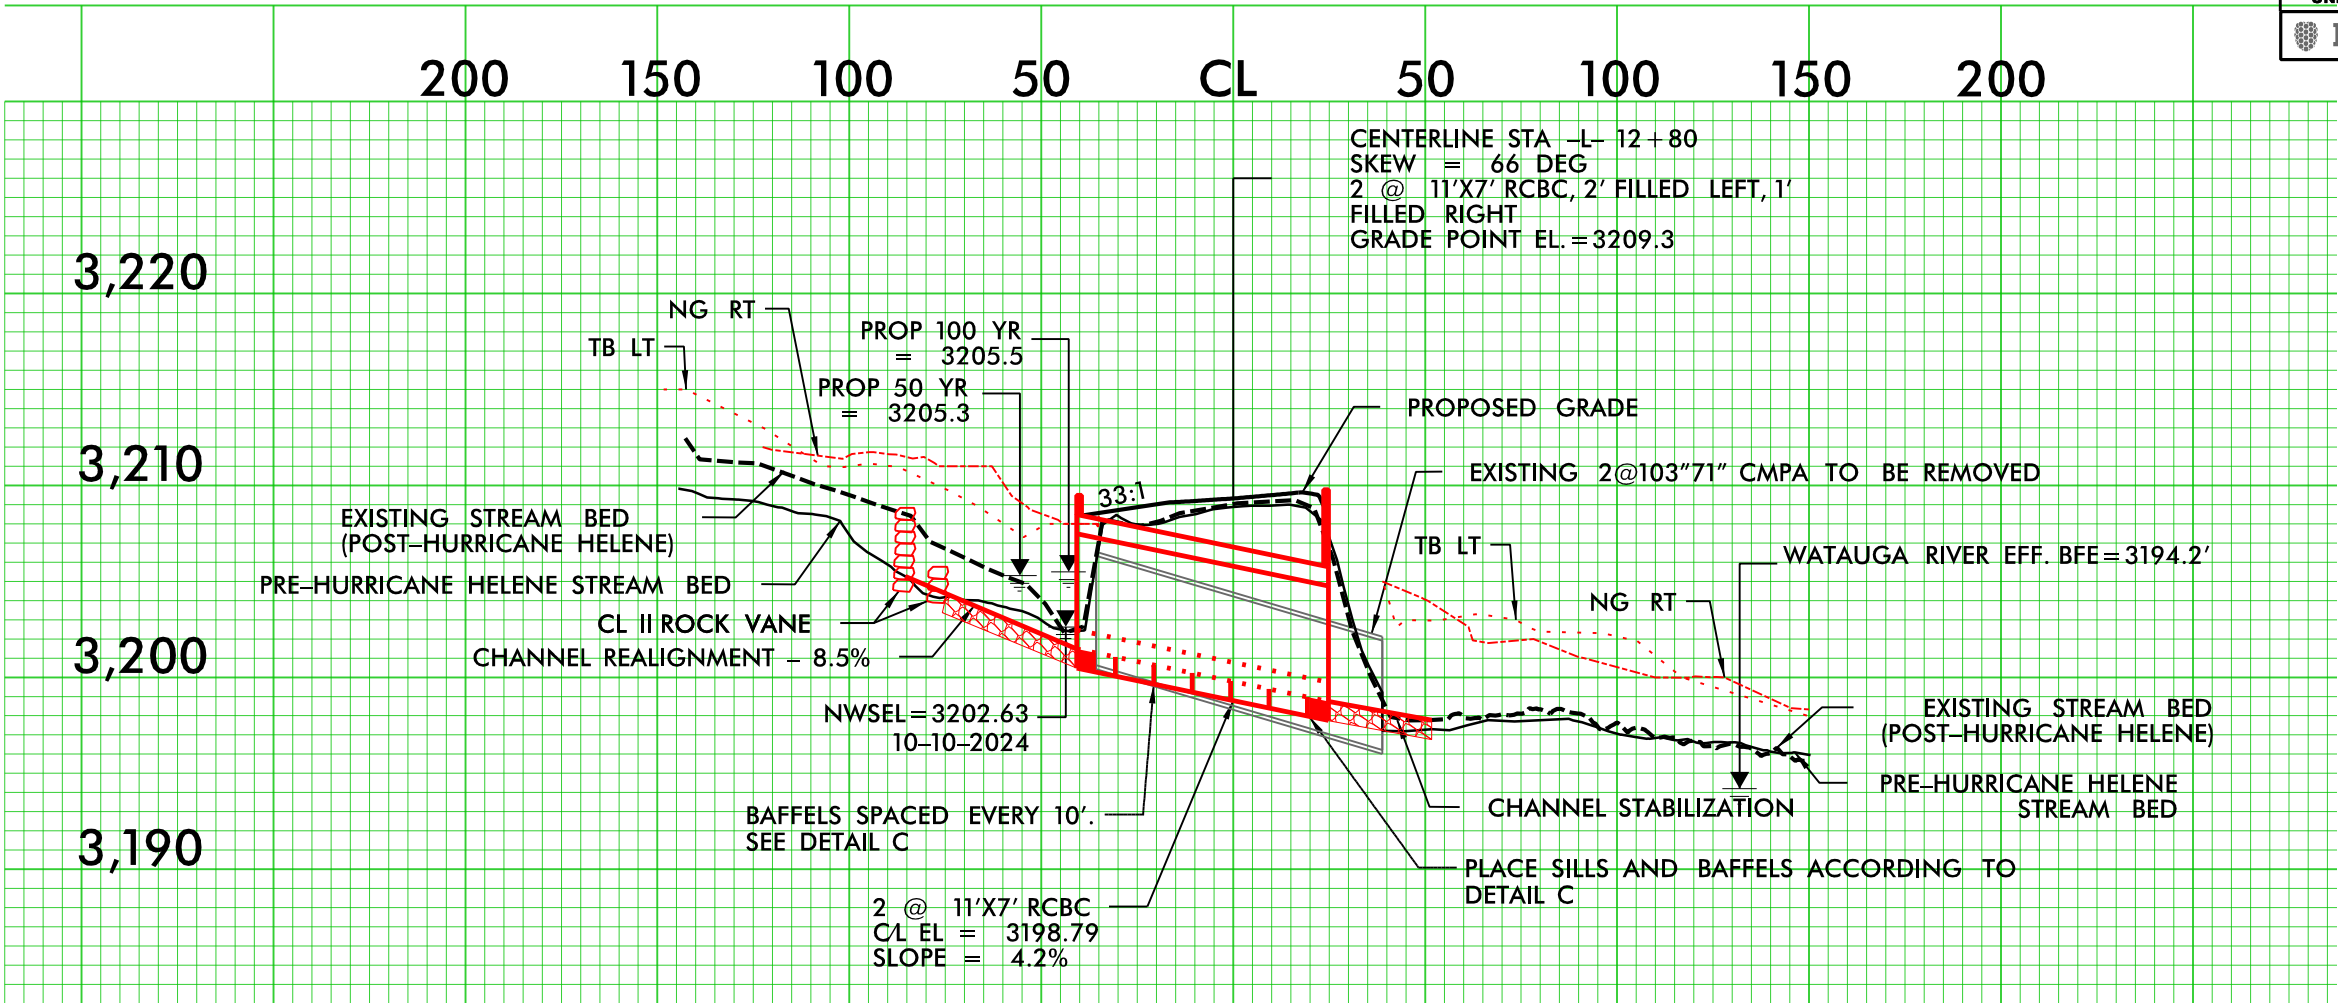 200 150 100 50 CL 50 100 150 200
CENTERLINE STA –L– 12+80
SKEW = 66 DEG
2 @ 11'X7' RCBC, 2' FILLED LEFT, 1'
FILLED RIGHT
GRADE POINT EL. = 3209.3
3,220
NG RT
TB LT
PROP 100 YR
= 3205.5
PROP 50 YR
= 3205.3
PROPOSED GRADE
3,210
EXISTING 2@103"71" CMPA TO BE REMOVED
33:1
EXISTING STREAM BED
(POST–HURRICANE HELENE)
TB LT
WATAUGA RIVER EFF. BFE=3194.2'
PRE–HURRICANE HELENE STREAM BED
NG RT
CL II ROCK VANE
3,200
CHANNEL REALIGNMENT – 8.5%
NWSEL=3202.63
10–10–2024
EXISTING STREAM BED
(POST–HURRICANE HELENE)
PRE–HURRICANE HELENE
STREAM BED
BAFFELS SPACED EVERY 10'.
SEE DETAIL C
CHANNEL STABILIZATION
3,190
PLACE SILLS AND BAFFELS ACCORDING TO
DETAIL C
2 @ 11'X7' RCBC
C/L EL = 3198.79
SLOPE = 4.2%